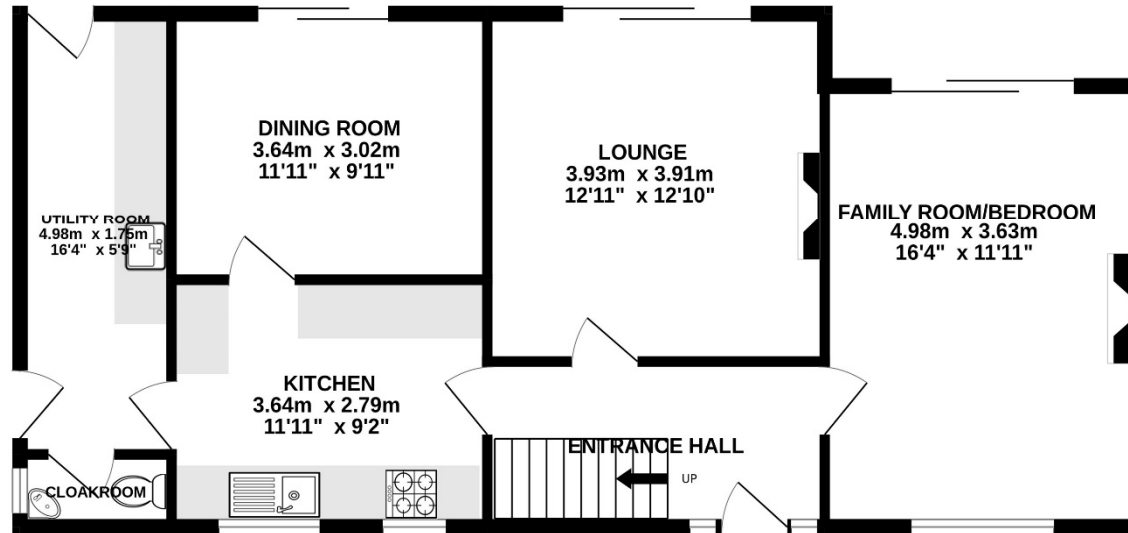 DINING ROOM
3.64m x 3.02m
11'11" x 9'11"
LOUNGE
3.93m x 3.91m
12'11" x 12'10"
UTILITY ROOM
4.98m x 1.75m
16'4" x 5'9"
FAMILY ROOM/BEDROOM
4.98m x 3.63m
16'4" x 11'11"
KITCHEN
3.64m x 2.79m
11'11" x 9'2"
ENTRANCE HALL
UP
CLOAKROOM